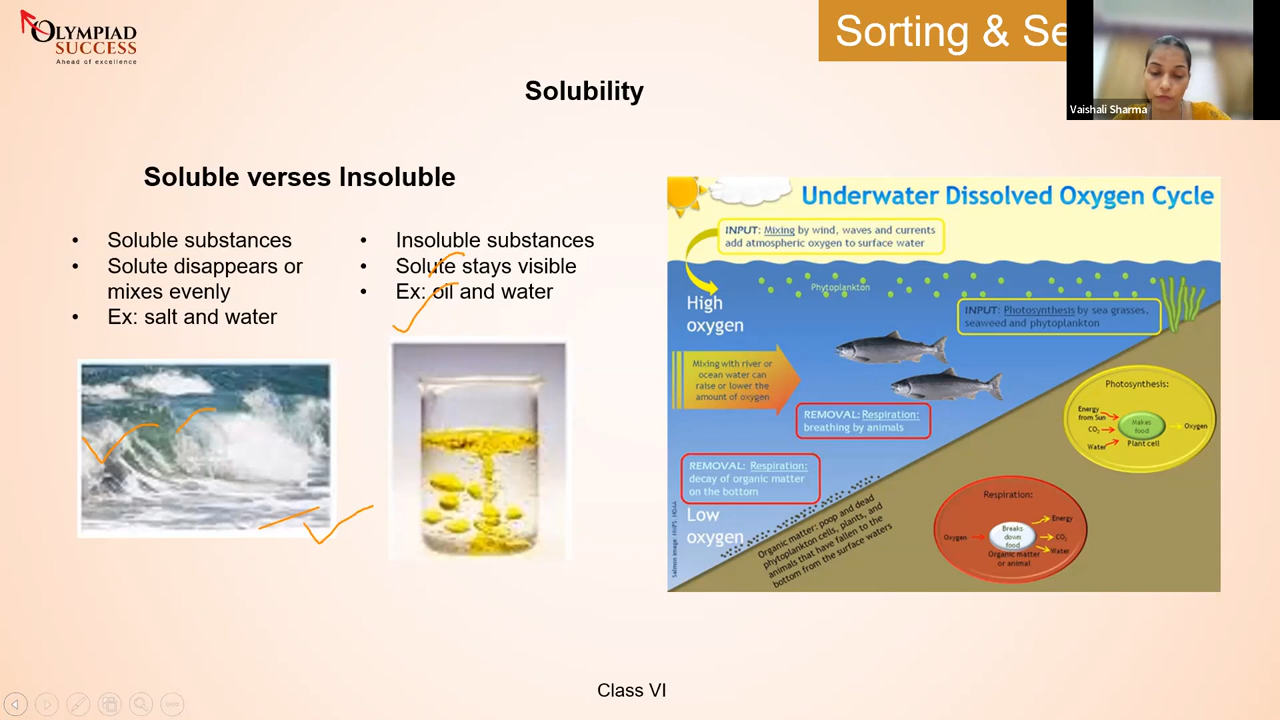 OLYMPIAD
SUCCESS
Ahead of excellence
Sorting & Se
Vaishali Sharma
Solubility
Soluble verses Insoluble
• Soluble substances
• Solute disappears or
mixes evenly
• Ex: salt and water
• Insoluble substances
• Solute stays visible
• Ex: oil and water
Underwater Dissolved Oxygen Cycle
INPUT: Mixing by wind, waves and currents
add atmospheric oxygen to surface water
Phytoplankton
High
oxygen
INPUT: Photosynthesis by sea grasses,
seaweed and phytoplankton
Mixing with river or
ocean water can
raise or lower the
amount of oxygen
REMOVAL: Respiration:
breathing by animals
Photosynthesis:
Energy
from Sun
CO2
Water
Makes
food
Plant cell
Oxygen
REMOVAL: Respiration:
decay of organic matter
on the bottom
Low
oxygen
Organic matter: poop and dead
phytoplankton cells, plants, and
animals that have fallen to the
bottom from the surface waters
Respiration:
Oxygen
Breaks
down
food
Organic matter
or animal
Energy
CO2
Water
Class VI